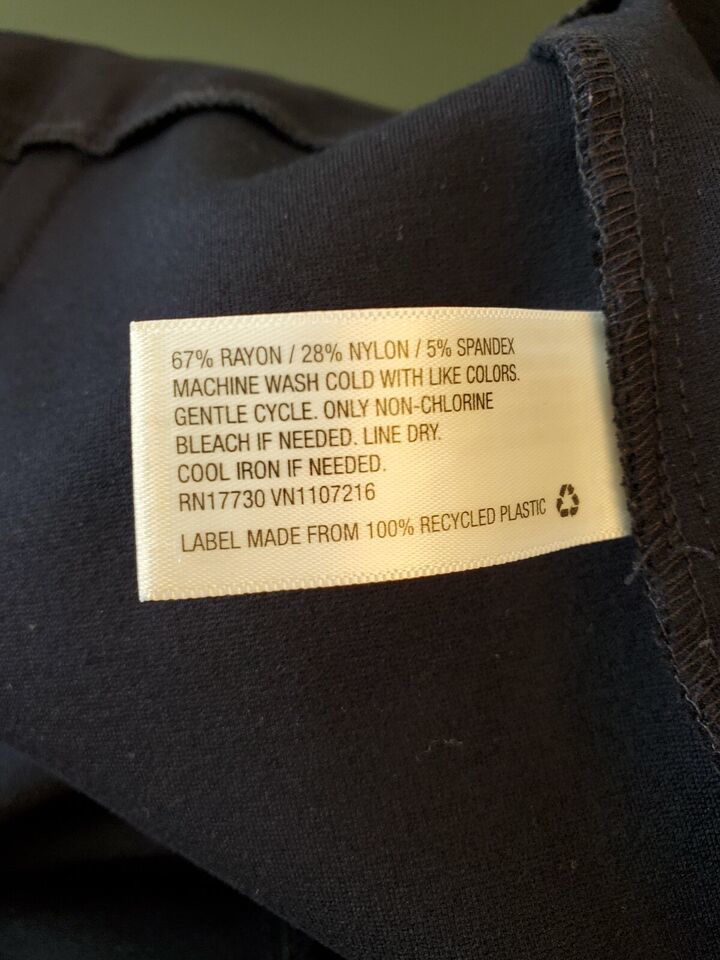 67% RAYON / 28% NYLON / 5% SPANDEX
MACHINE WASH COLD WITH LIKE COLORS.
GENTLE CYCLE. ONLY NON-CHLORINE
BLEACH IF NEEDED. LINE DRY.
COOL IRON IF NEEDED.
RN17730 VN1107216
LABEL MADE FROM 100% RECYCLED PLASTIC